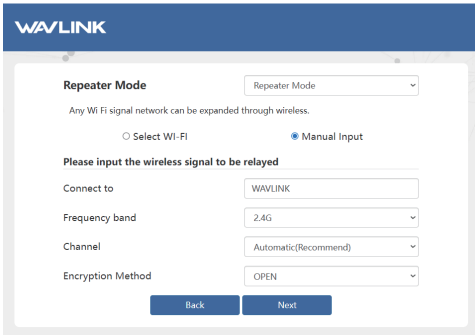 WAVLINK
Repeater Mode Repeater Mode
Any Wi Fi signal network can be expanded through wireless.
Select WI-FI Manual Input
Please input the wireless signal to be relayed
Connect to WAVLINK
Frequency band 2.4G
Channel Automatic(Recommend)
Encryption Method OPEN
Back Next